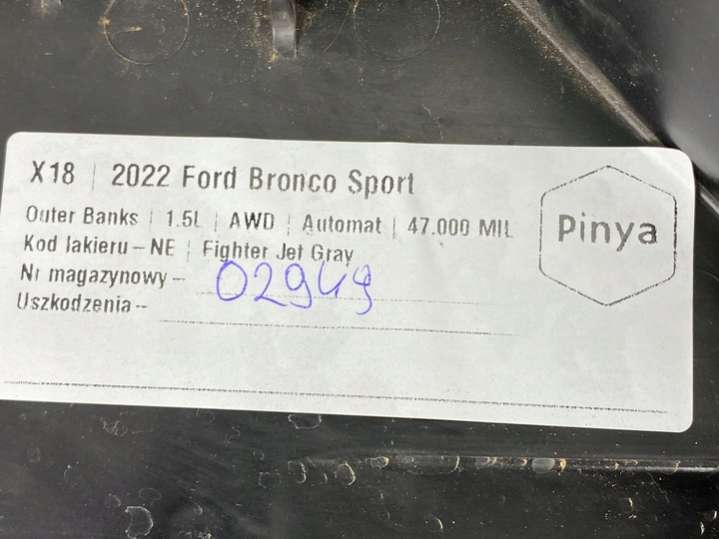 X18 | 2022 Ford Bronco Sport
Outer Banks | 1.5L | AWD | Automat | 47.000 MIL
Kod lakieru – NE | Fighter Jet Gray
Nr magazynowy -- 02949
Uszkodzenia --
Pinya